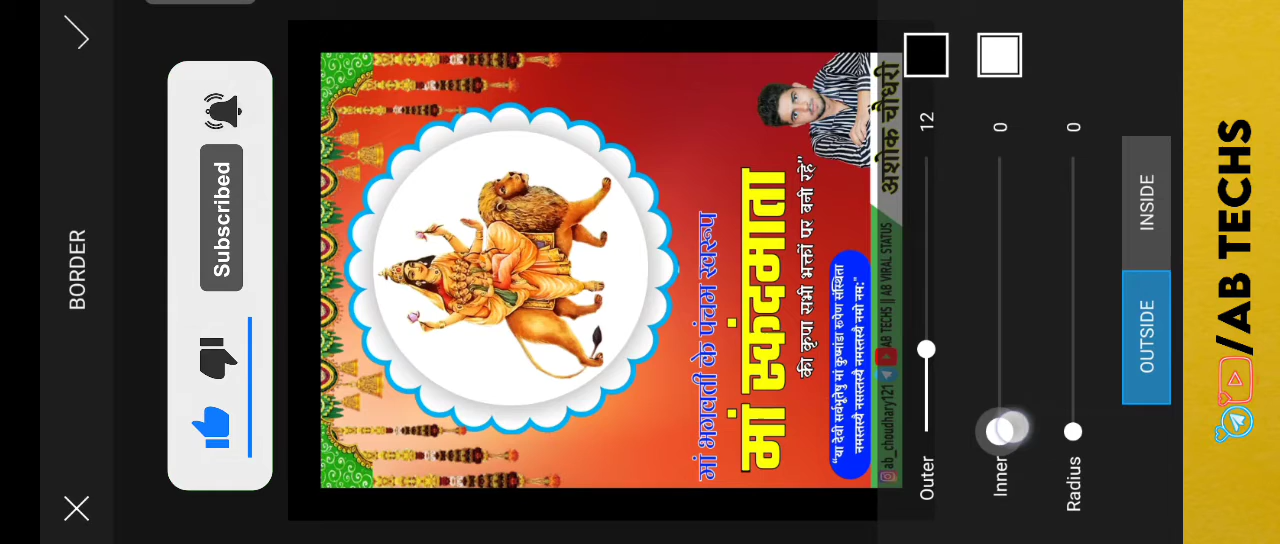 BORDER
Subscribed
मां भगवती के पंचम स्वरूप
मां स्कंदमाता
की कृपा सभी भक्तों पर बनी रहे"
"या देवी सर्वभूतेषु मां कुष्मांडा रूपेण संस्थिता
नमस्तस्यै नमस्तस्यै नमस्तस्यै नमो नम:"
अशोक चौधरी
ab_choudhary121 AB TECHS || AB VIRAL STATUS
Outer 12
Inner 0
Radius 0
OUTSIDE INSIDE
/AB TECHS